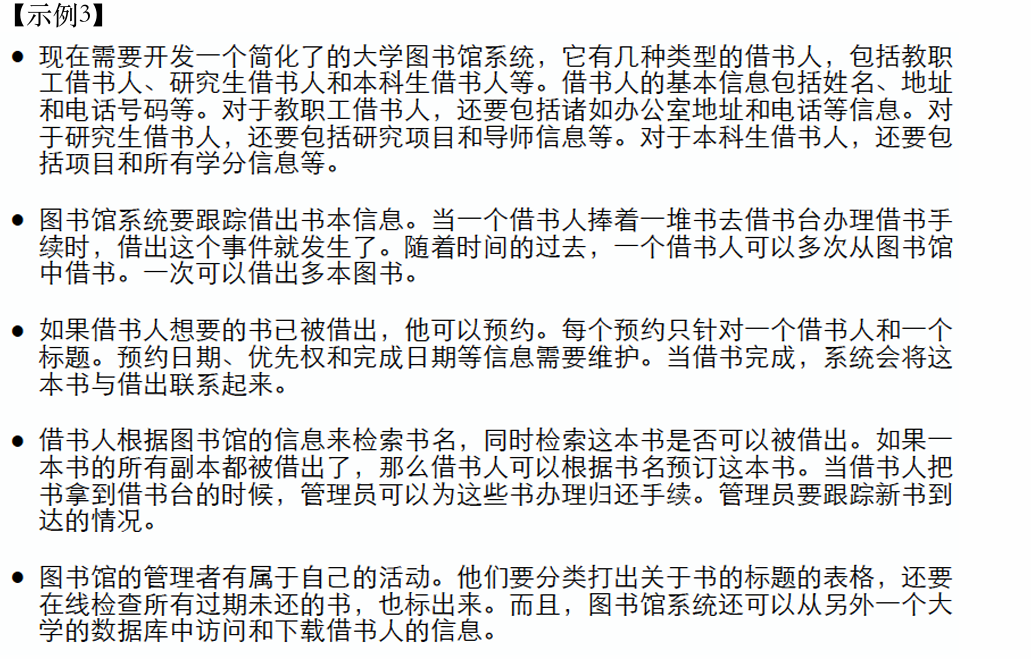 【示例3】
● 现在需要开发一个简化了的大学图书馆系统，它有几种类型的借书人，包括教职
工借书人、研究生借书人和本科生借书人等。借书人的基本信息包括姓名、地址
和电话号码等。对于教职工借书人，还要包括诸如办公室地址和电话等信息。对
于研究生借书人，还要包括研究项目和导师信息等。对于本科生借书人，还要包
括项目和所有学分信息等。
● 图书馆系统要跟踪借出书本信息。当一个借书人捧着一堆书去借书台办理借书手
续时，借出这个事件就发生了。随着时间的过去，一个借书人可以多次从图书馆
中借书。一次可以借出多本图书。
● 如果借书人想要的书已被借出，他可以预约。每个预约只针对一个借书人和一个
标题。预约日期、优先权和完成日期等信息需要维护。当借书完成，系统会将这
本书与借出联系起来。
● 借书人根据图书馆的信息来检索书名，同时检索这本书是否可以被借出。如果一
本书的所有副本都被借出了，那么借书人可以根据书名预订这本书。当借书人把
书拿到借书台的时候，管理员可以为这些书办理归还手续。管理员要跟踪新书到
达的情况。
● 图书馆的管理者有属于自己的活动。他们要分类打出关于书的标题的表格，还要
在线检查所有过期未还的书，也标出来。而且，图书馆系统还可以从另外一个大
学的数据库中访问和下载借书人的信息。